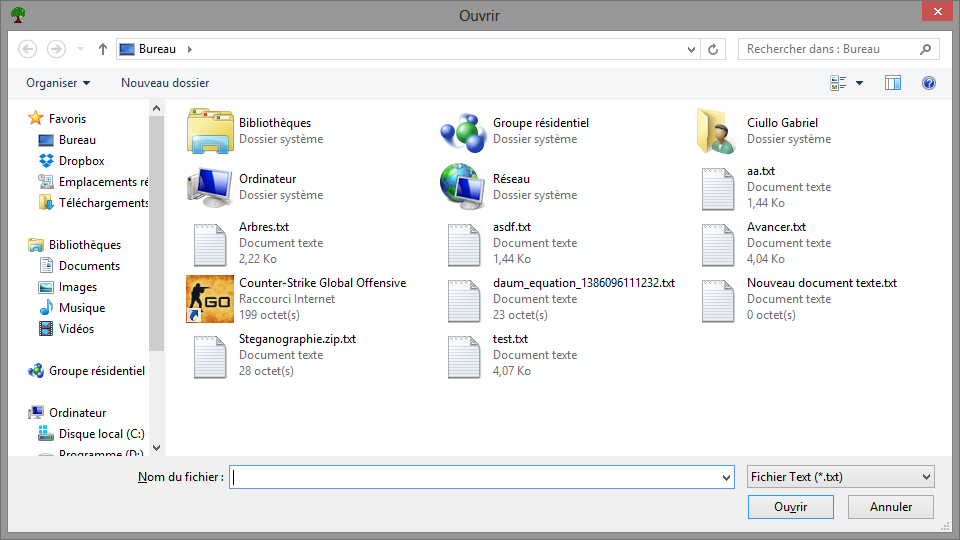 Ouvrir
Bureau
Rechercher dans : Bureau
Organiser
Nouveau dossier
Favoris
Bureau
Dropbox
Emplacements ré
Téléchargements
Bibliothèques
Documents
Images
Musique
Vidéos
Groupe résidentiel
Ordinateur
Disque local (C:)
Programme (D:)
Bibliothèques
Dossier système
Groupe résidentiel
Dossier système
Ciullo Gabriel
Dossier système
Ordinateur
Dossier système
Réseau
Dossier système
aa.txt
Document texte
1,44 Ko
Arbres.txt
Document texte
2,22 Ko
asdf.txt
Document texte
1,44 Ko
Avancer.txt
Document texte
4,04 Ko
GO
Counter-Strike Global Offensive
Raccourci Internet
199 octet(s)
daum_equation_1386096111232.txt
Document texte
23 octet(s)
Nouveau document texte.txt
Document texte
0 octet(s)
Steganographie.zip.txt
Document texte
28 octet(s)
test.txt
Document texte
4,07 Ko
Nom du fichier :
Fichier Text (*.txt)
Ouvrir
Annuler